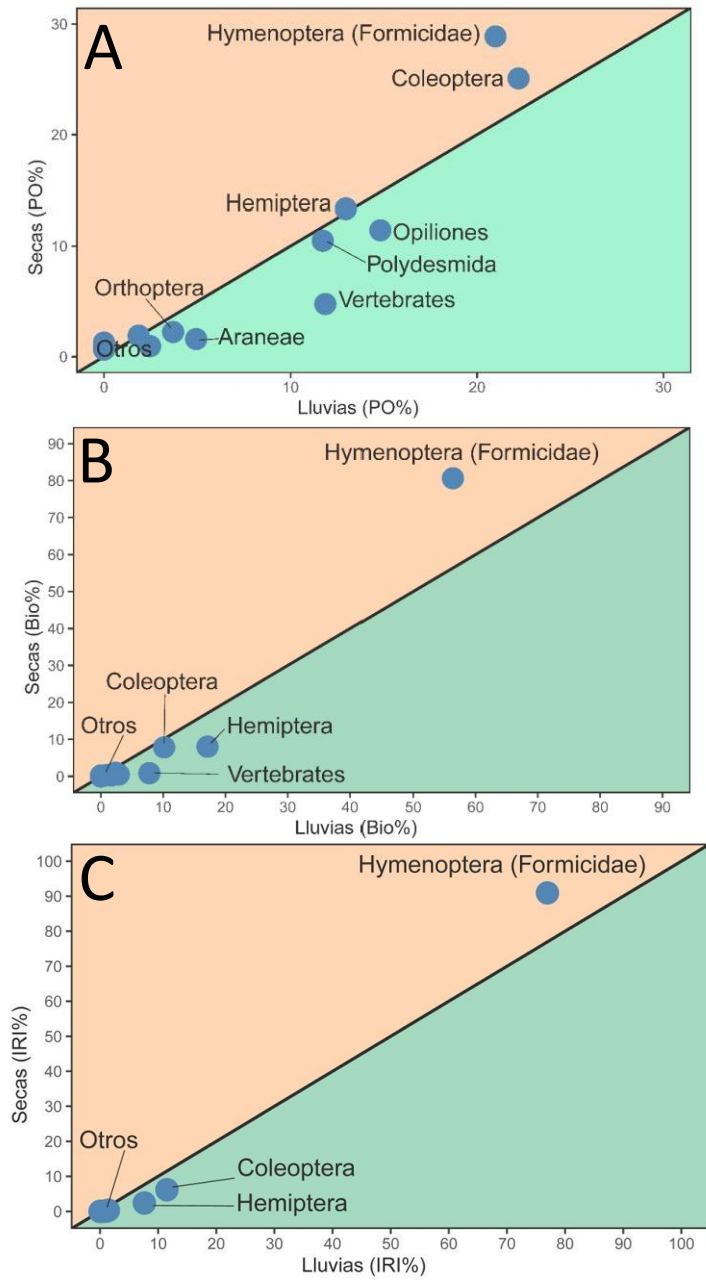 A
Hymenoptera (Formicidae)
Coleoptera
Hemiptera
Opiliones
Polydesmida
Orthoptera
Vertebrates
Araneae
Otros
30
20
10
0
Secas (PO%)
0
10
20
30
Lluvias (PO%)
B
Hymenoptera (Formicidae)
Coleoptera
Otros
Hemiptera
Vertebrates
90
80
70
60
50
40
30
20
10
0
Secas (Bio%)
0
10
20
30
40
50
60
70
80
90
Lluvias (Bio%)
C
Hymenoptera (Formicidae)
Otros
Coleoptera
Hemiptera
100
90
80
70
60
50
40
30
20
10
0
Secas (IRI%)
0
10
20
30
40
50
60
70
80
90
100
Lluvias (IRI%)